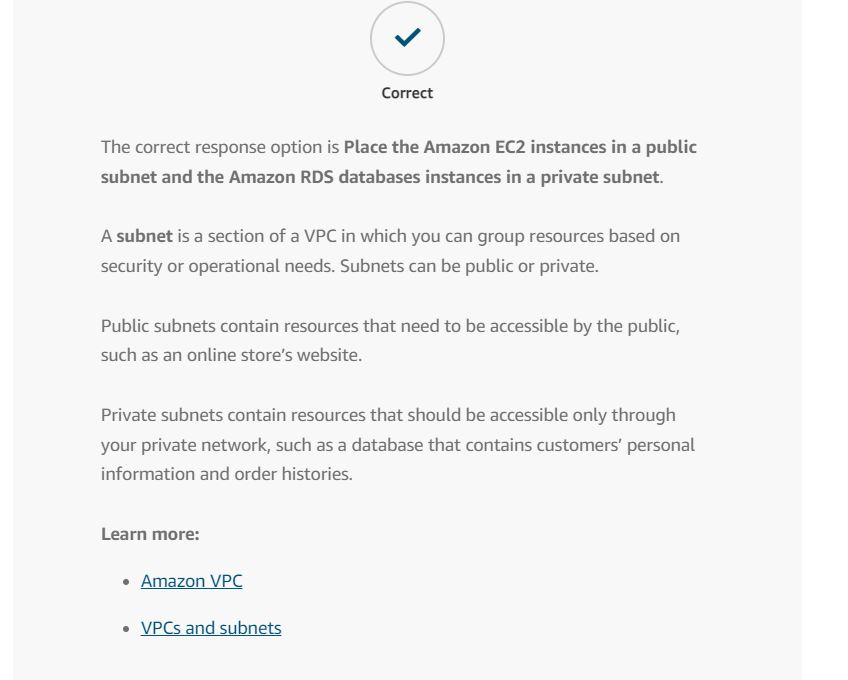 Correct
The correct response option is Place the Amazon EC2 instances in a public
subnet and the Amazon RDS databases instances in a private subnet.
A subnet is a section of a VPC in which you can group resources based on
security or operational needs. Subnets can be public or private.
Public subnets contain resources that need to be accessible by the public,
such as an online store’s website.
Private subnets contain resources that should be accessible only through
your private network, such as a database that contains customers’ personal
information and order histories.
Learn more:
• Amazon VPC
• VPCs and subnets